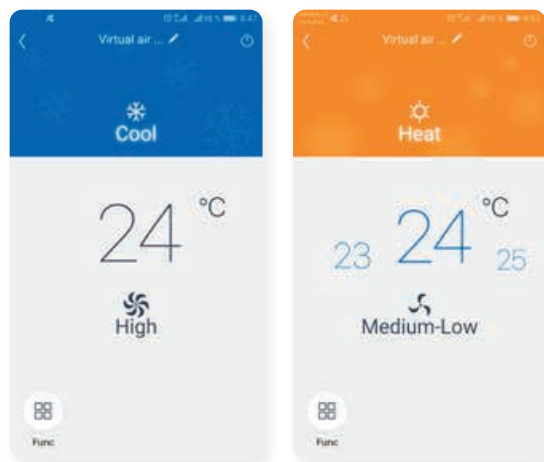 Virtual air ...
Cool
24 °C
High
Func
Virtual air ...
Heat
23 24 °C 25
Medium-Low
Func